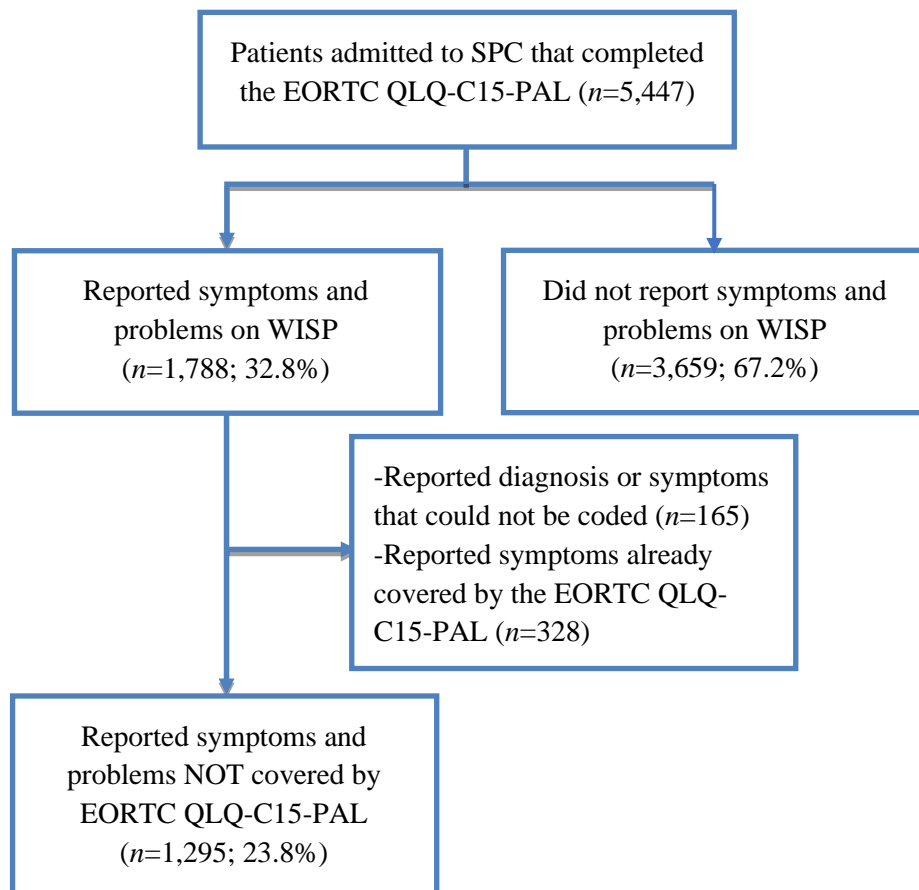 Patients admitted to SPC that completed
the EORTC QLQ-C15-PAL (n=5,447)
Reported symptoms and
problems on WISP
(n=1,788; 32.8%)
Did not report symptoms and
problems on WISP
(n=3,659; 67.2%)
-Reported diagnosis or symptoms
that could not be coded (n=165)
-Reported symptoms already
covered by the EORTC QLQ-
C15-PAL (n=328)
Reported symptoms and
problems NOT covered by
EORTC QLQ-C15-PAL
(n=1,295; 23.8%)